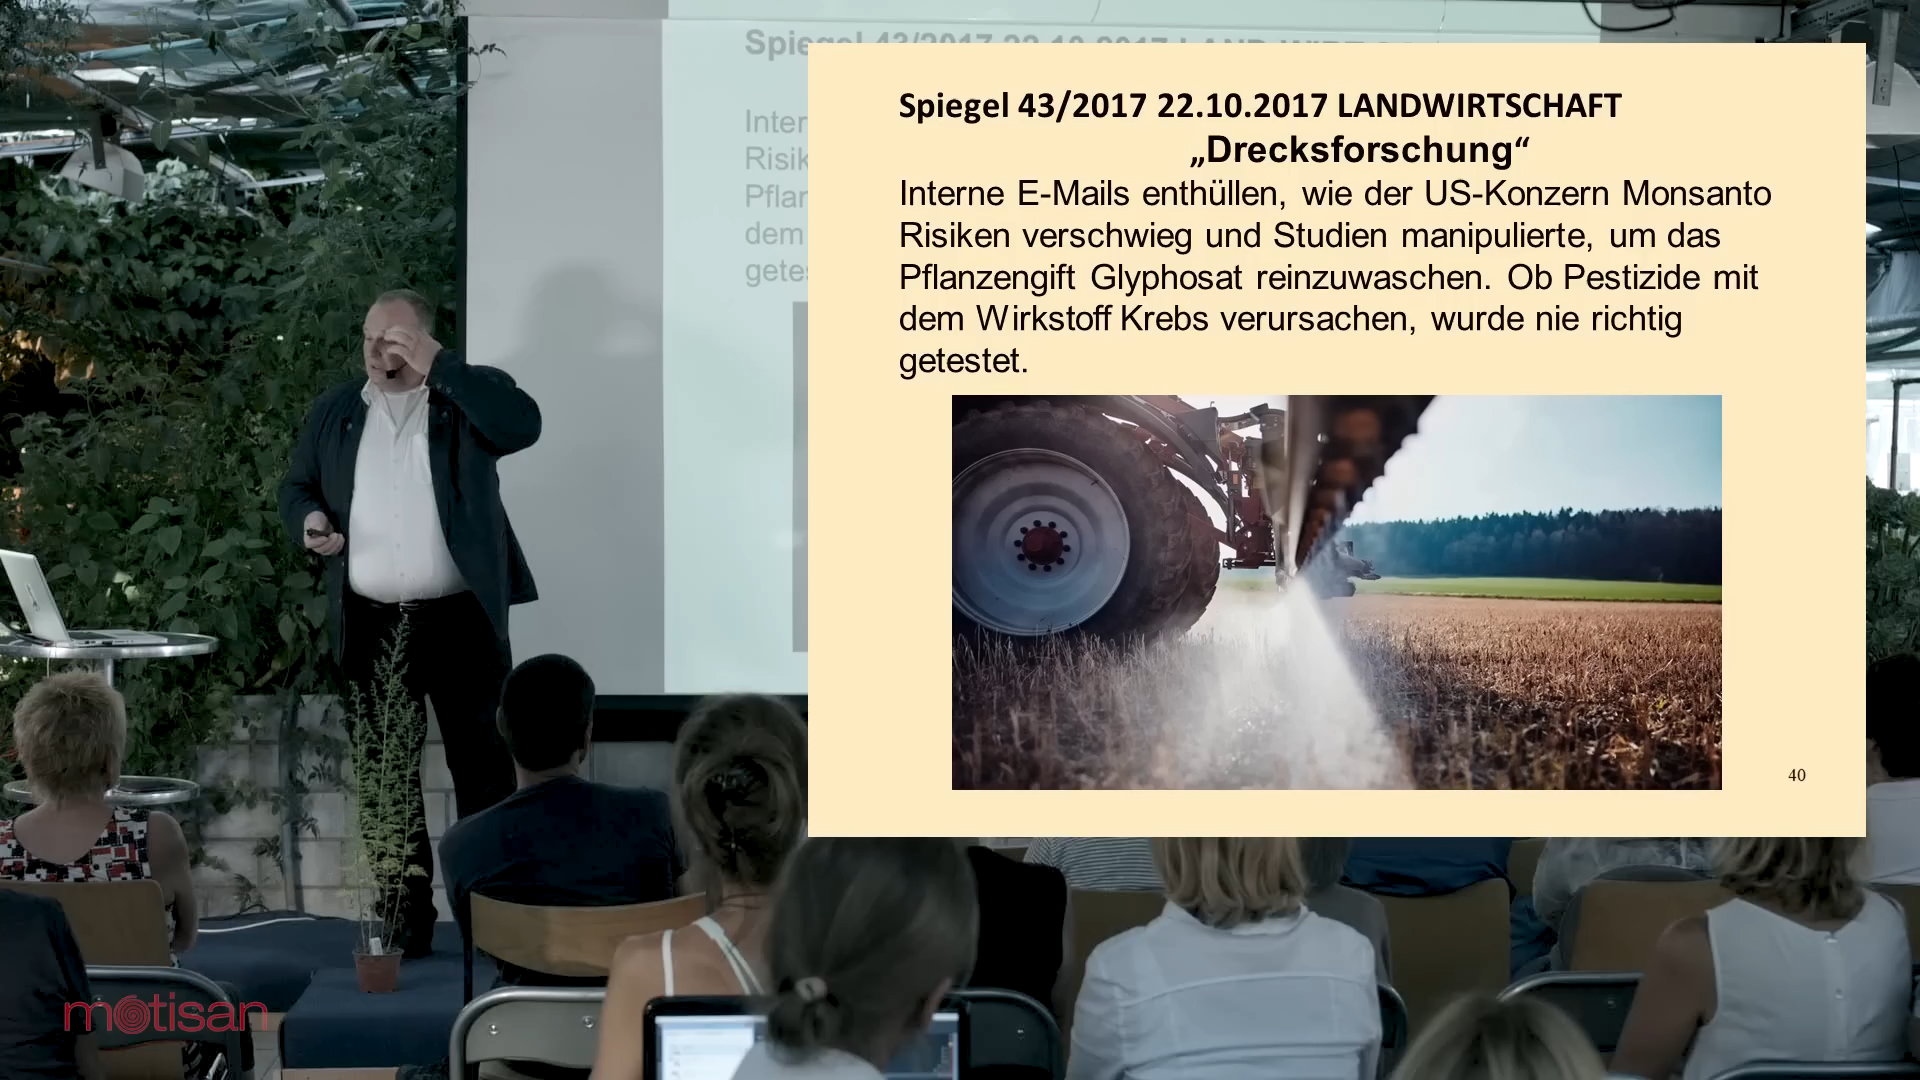 Spiegel 43/2017 22.10.2017 LANDWIRTSCHAFT
„Drecksforschung“
Interne E-Mails enthüllen, wie der US-Konzern Monsanto
Risiken verschwieg und Studien manipulierte, um das
Pflanzengift Glyphosat reinzuwaschen. Ob Pestizide mit
dem Wirkstoff Krebs verursachen, wurde nie richtig
getestet.
40
motisan